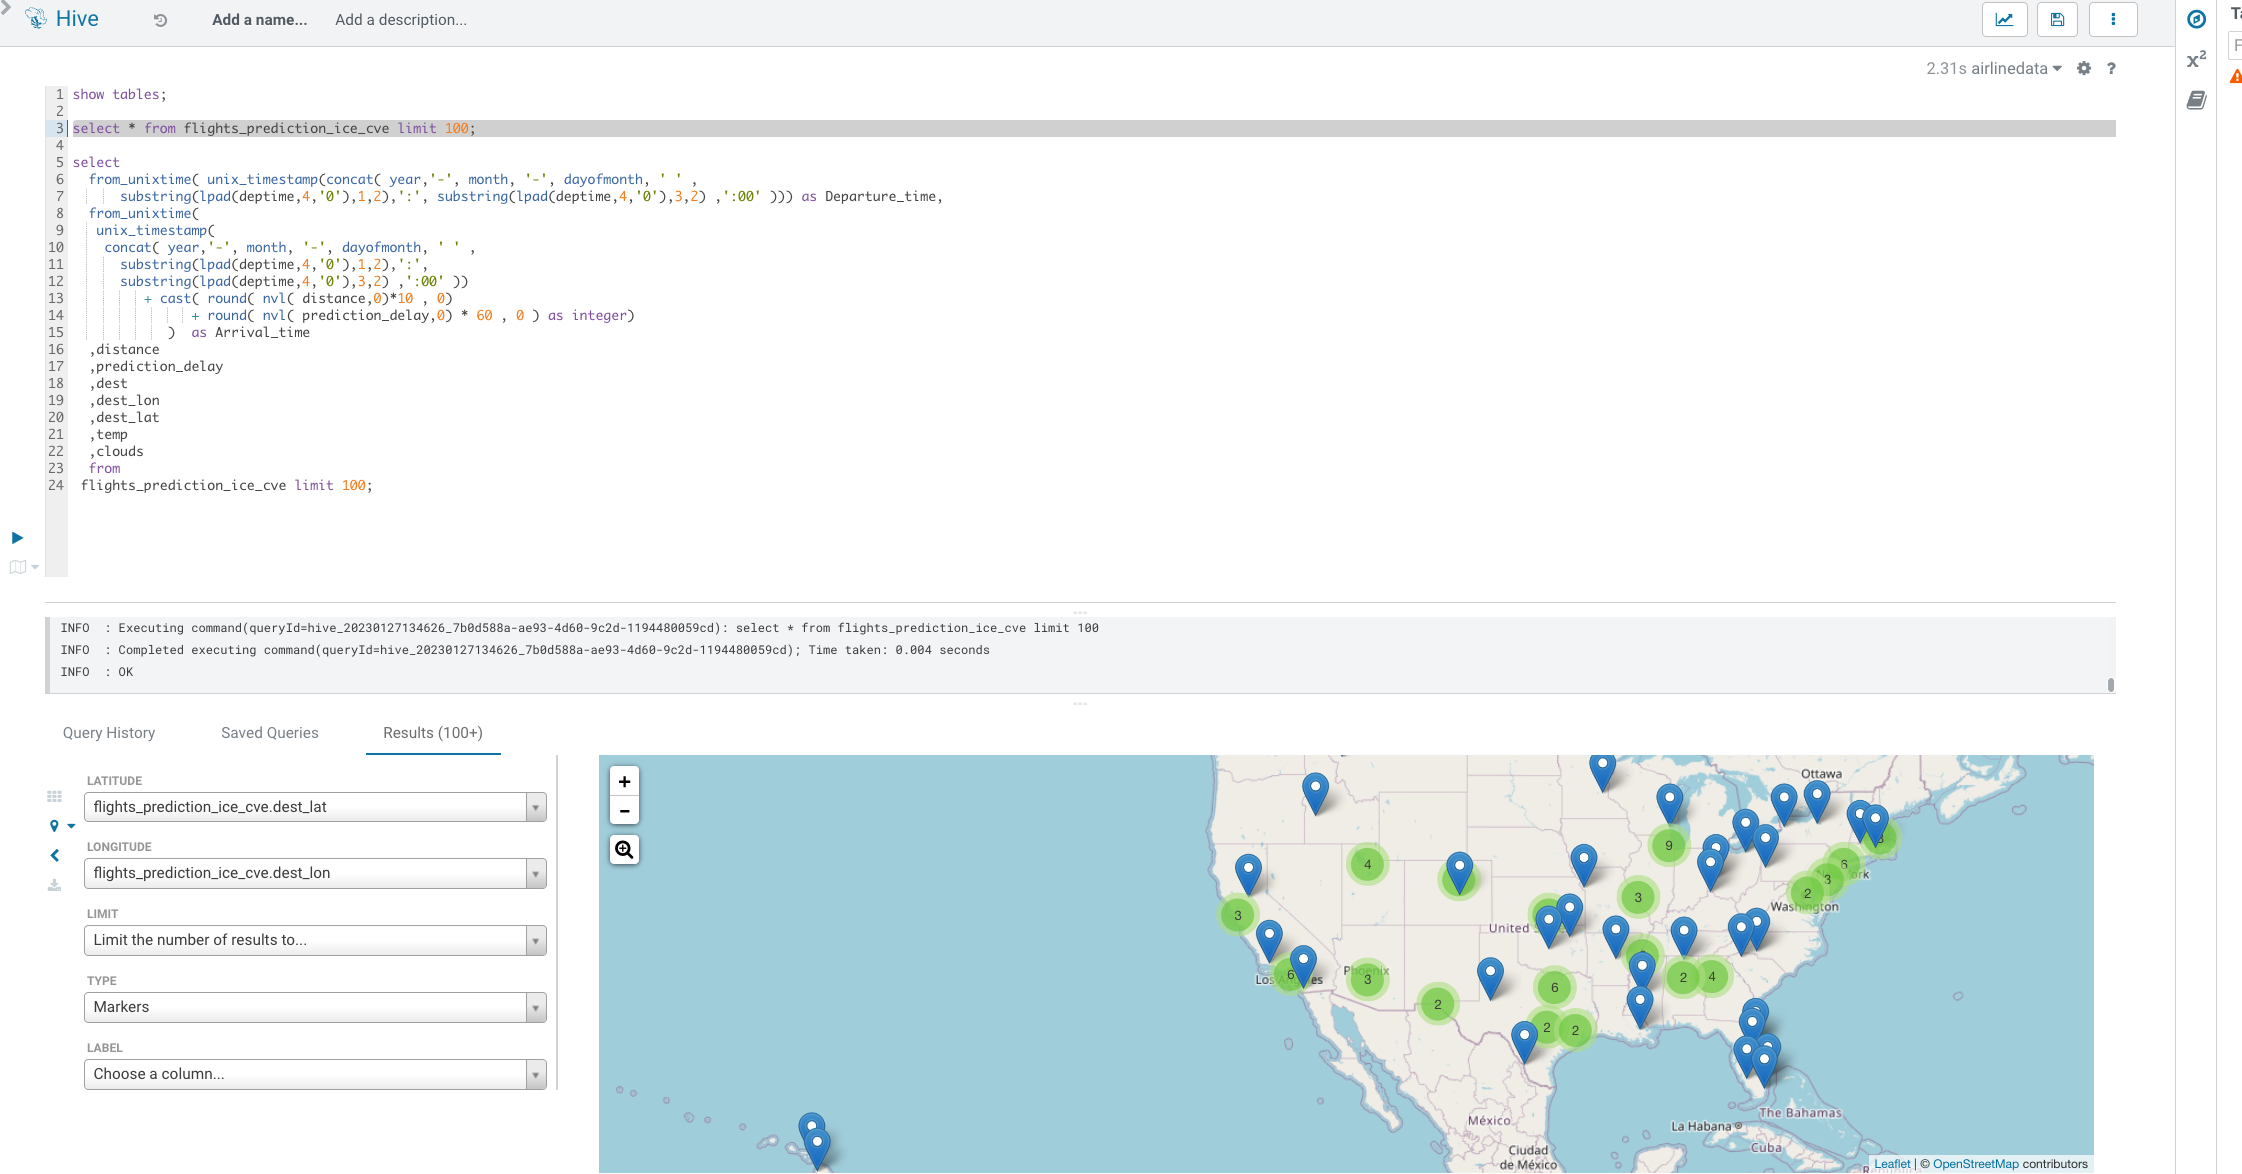 Hive Add a name... Add a description...
Ta
F
x²
2.31s airlinedata ?
1 show tables;
2
3 select * from flights_prediction_ice_cve limit 100;
4
5 select
6 from_unixtime( unix_timestamp(concat( year,'-', month, '-', dayofmonth, ' ' ,
7 substring(lpad(deptime,4,'0'),1,2),':', substring(lpad(deptime,4,'0'),3,2) ,':00' ))) as Departure_time,
8 from_unixtime(
9 unix_timestamp(
10 concat( year,'-', month, '-', dayofmonth, ' ' ,
11 substring(lpad(deptime,4,'0'),1,2),':',
12 substring(lpad(deptime,4,'0'),3,2) ,':00' ))
13 + cast( round( nvl( distance,0)*10 , 0)
14 + round( nvl( prediction_delay,0) * 60 , 0 ) as integer)
15 ) as Arrival_time
16 ,distance
17 ,prediction_delay
18 ,dest
19 ,dest_lon
20 ,dest_lat
21 ,temp
22 ,clouds
23 from
24 flights_prediction_ice_cve limit 100;
INFO : Executing command(queryId=hive_20230127134626_7b0d588a-ae93-4d60-9c2d-1194480059cd): select * from flights_prediction_ice_cve limit 100
INFO : Completed executing command(queryId=hive_20230127134626_7b0d588a-ae93-4d60-9c2d-1194480059cd); Time taken: 0.004 seconds
INFO : OK
Query History Saved Queries Results (100+)
LATITUDE
flights_prediction_ice_cve.dest_lat
LONGITUDE
flights_prediction_ice_cve.dest_lon
LIMIT
Limit the number of results to...
TYPE
Markers
LABEL
Choose a column...
+
−
Ottawa
9
4
6
3
ork
2
3
Washington
3
United
6
Los es
Phoenix
3
2
4
6
2
2
2
The Bahamas
México
La Habana
Cuba
Ciudad
de México
Leaflet | © OpenStreetMap contributors